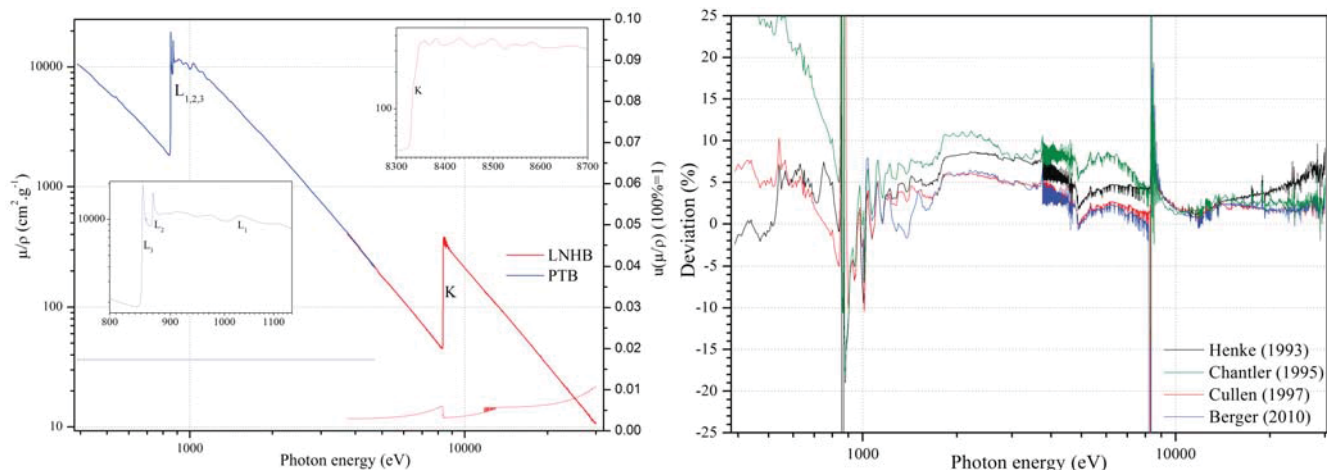 10000
1000
100
10
μ/ρ (cm².g⁻¹)
1000
10000
Photon energy (eV)
0.10
0.09
0.08
0.07
0.06
0.05
0.04
0.03
0.02
0.01
0.00
u(μ/ρ) (100%=1)
L₁,₂,₃
K
LNHB
PTB
K
100
8300
8400
8500
8600
8700
10000
L₃
L₂
L₁
800
900
1000
1100
25
20
15
10
5
0
-5
-10
-15
-20
-25
Deviation (%)
1000
10000
Photon energy (eV)
Henke (1993)
Chantler (1995)
Cullen (1997)
Berger (2010)